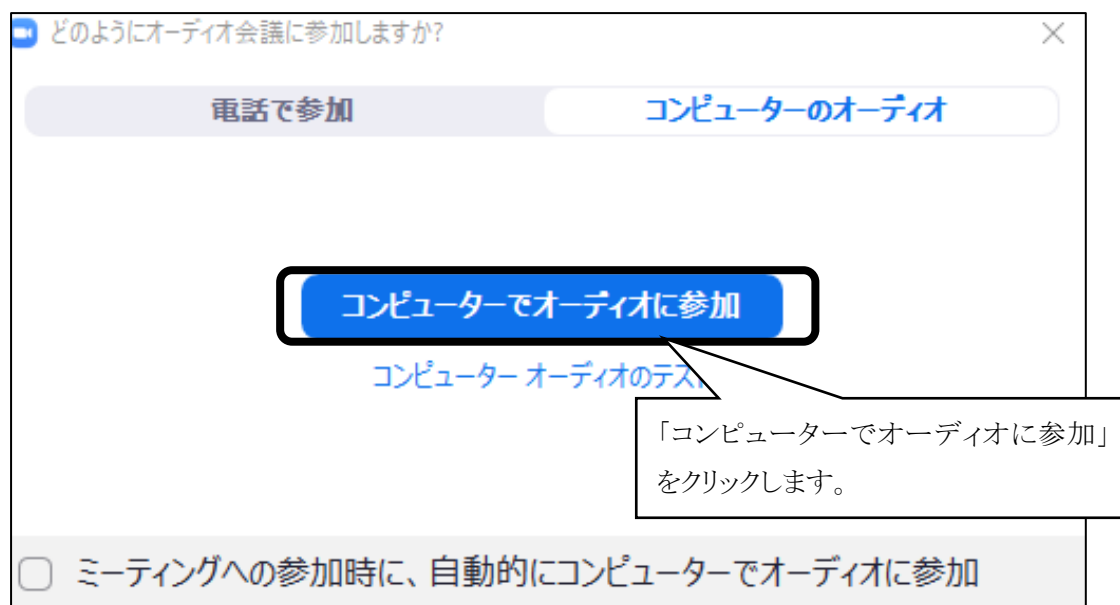 どのようにオーディオ会議に参加しますか?
電話で参加
コンピューターのオーディオ
コンピューターでオーディオに参加
コンピューター オーディオのテス
「コンピューターでオーディオに参加」
をクリックします。
ミーティングへの参加時に、自動的にコンピューターでオーディオに参加